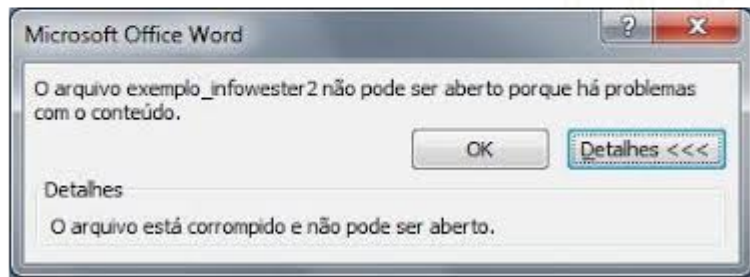 Microsoft Office Word
?
X
O arquivo exemplo_infowester2 não pode ser aberto porque há problemas
com o conteúdo.
OK
Detalhes <<<
Detalhes
O arquivo está corrompido e não pode ser aberto.